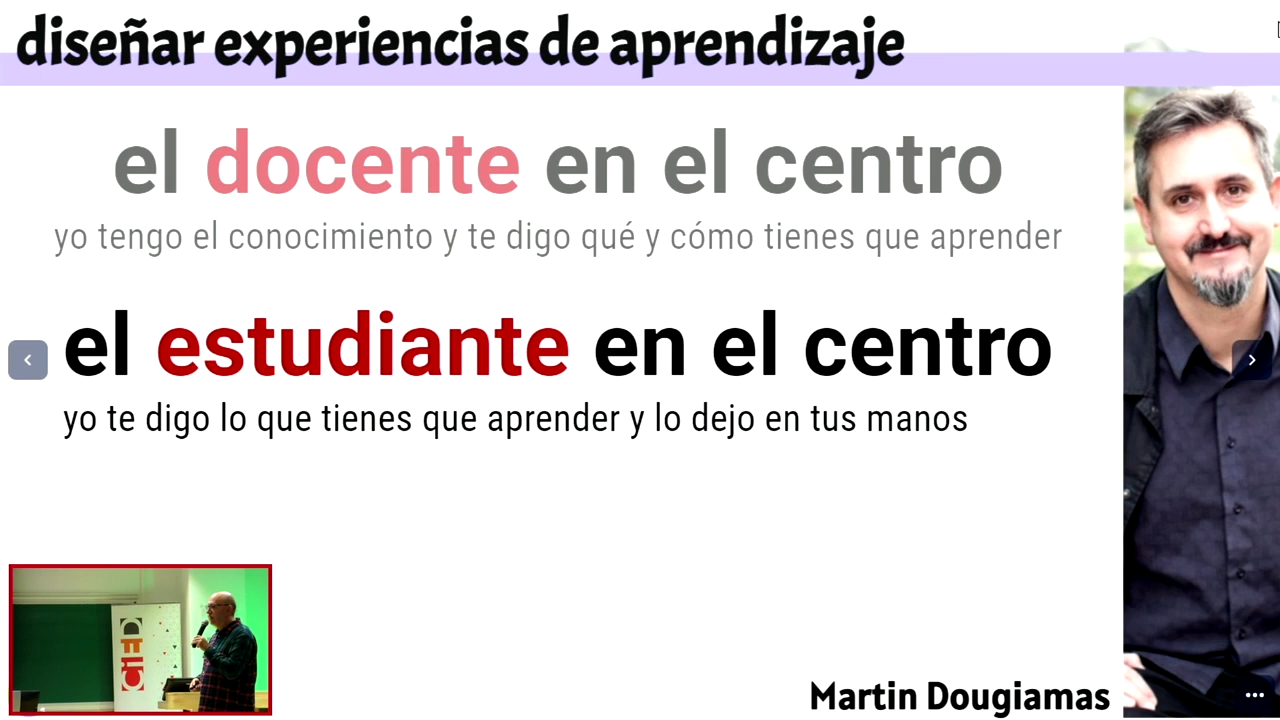 diseñar experiencias de aprendizaje
el docente en el centro
yo tengo el conocimiento y te digo qué y cómo tienes que aprender
el estudiante en el centro
yo te digo lo que tienes que aprender y lo dejo en tus manos
CIED
Martin Dougiamas